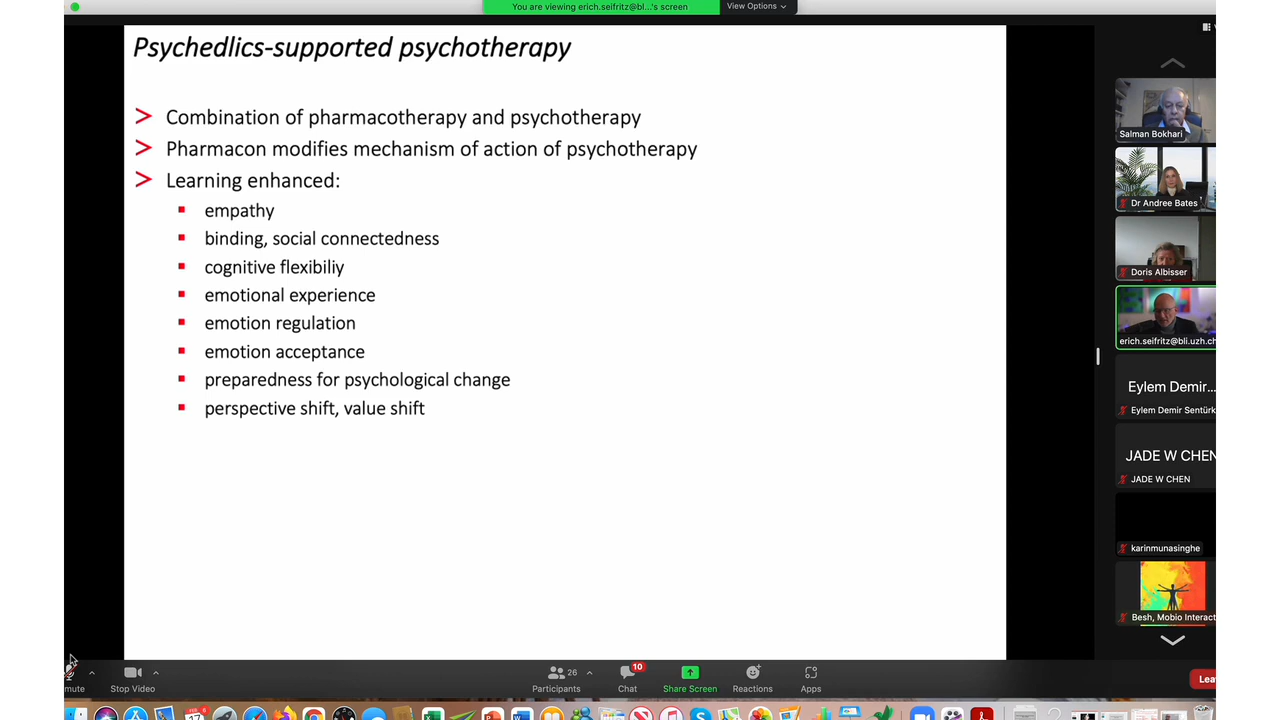 You are viewing erich.seifritz@bl...'s screen
View Options
Psychedlics-supported psychotherapy
Combination of pharmacotherapy and psychotherapy
Pharmacon modifies mechanism of action of psychotherapy
Learning enhanced:
empathy
binding, social connectedness
cognitive flexibiliy
emotional experience
emotion regulation
emotion acceptance
preparedness for psychological change
perspective shift, value shift
Salman Bokhari
Dr Andree Bates
Doris Albisser
erich.seifritz@bli.uzh.ch
Eylem Demir...
Eylem Demir Sentürk
JADE W CHEN
JADE W CHEN
karinmunasinghe
Besh, Mobio Interact
mute
Stop Video
26
Participants
10
Chat
Share Screen
Reactions
Apps
Lea